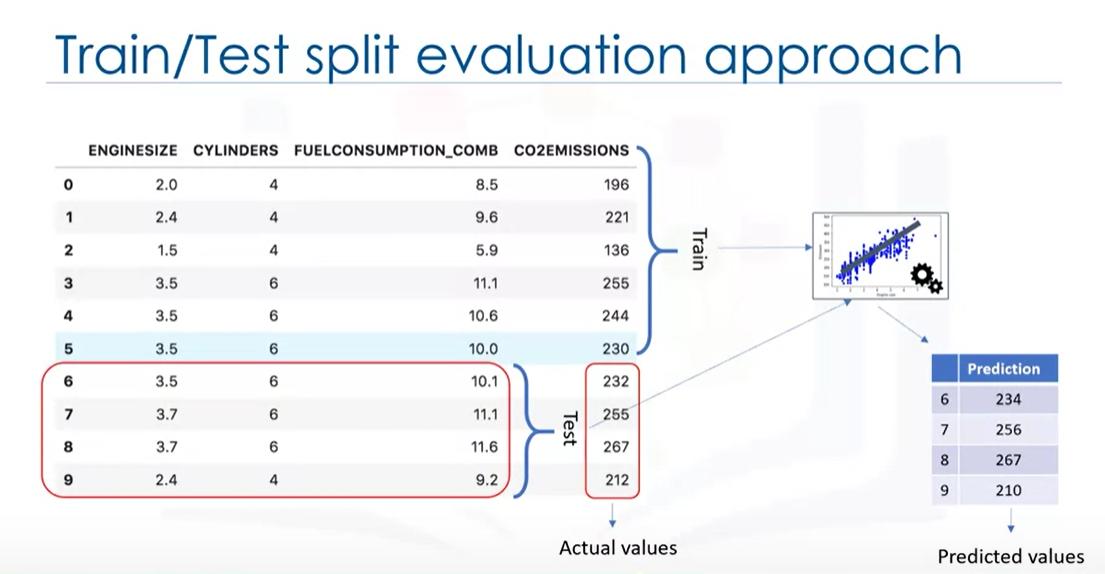 Train/Test split evaluation approach
ENGINESIZE CYLINDERS FUELCONSUMPTION_COMB CO2EMISSIONS
0 2.0 4 8.5 196
1 2.4 4 9.6 221
2 1.5 4 5.9 136
3 3.5 6 11.1 255
4 3.5 6 10.6 244
5 3.5 6 10.0 230
6 3.5 6 10.1 232
7 3.7 6 11.1 255
8 3.7 6 11.6 267
9 2.4 4 9.2 212
Train
Test
Actual values
Prediction
6 234
7 256
8 267
9 210
Predicted values